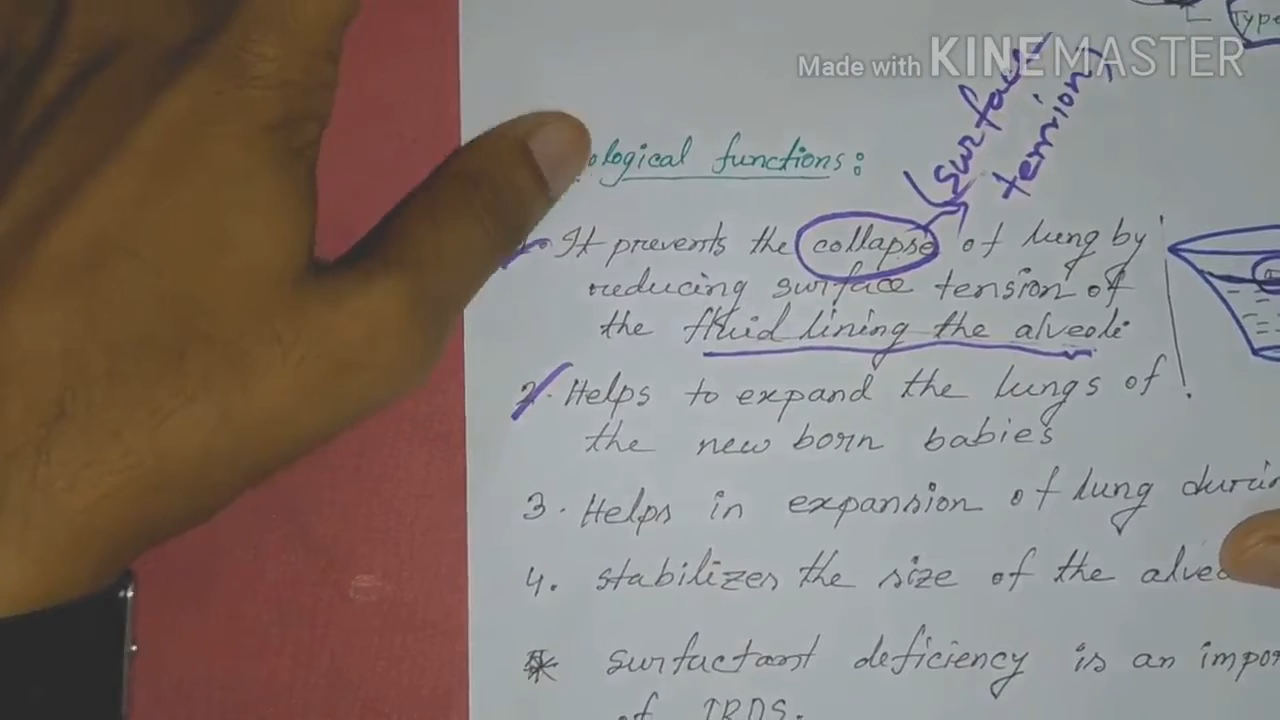 Type
Made with KINEMASTER
(surface
tension)
ological functions:
1. It prevents the collapse of lung by
reducing surface tension of
the fluid lining the alveoli
2. Helps to expand the lungs of
the new born babies
3. Helps in expansion of lung durin
4. stabilizes the size of the alveo
* surfactant deficiency is an impor
of IRDS.